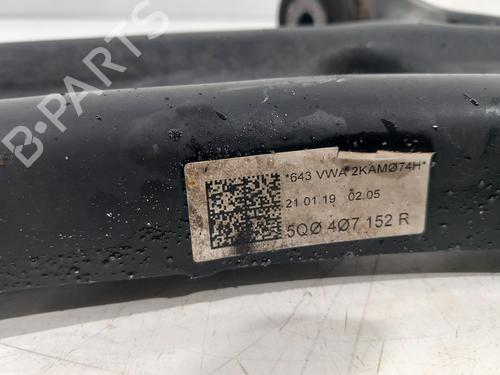 B-PARTS
*643 VWA*2KAMØ74H*
21.01.19 02.05
5QØ 4Ø7 152 R